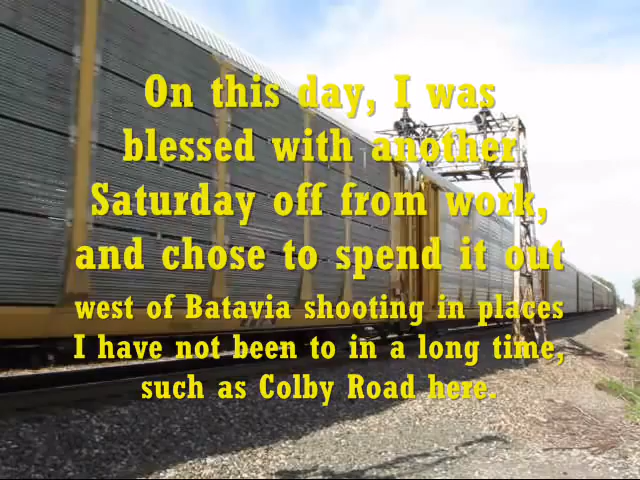 On this day, I was
blessed with another
Saturday off from work,
and chose to spend it out
west of Batavia shooting in places
I have not been to in a long time,
such as Colby Road here.